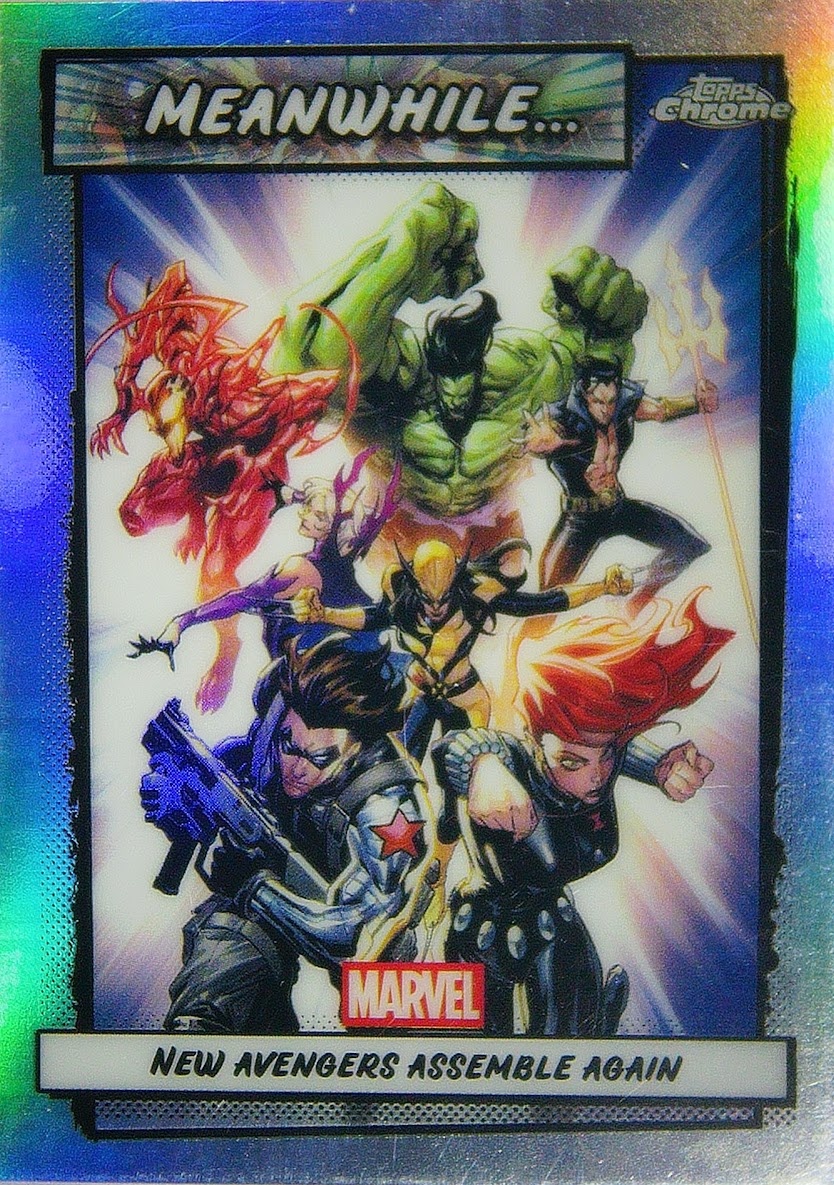 MEANWHILE...
Topps
Chrome
MARVEL
NEW AVENGERS ASSEMBLE AGAIN